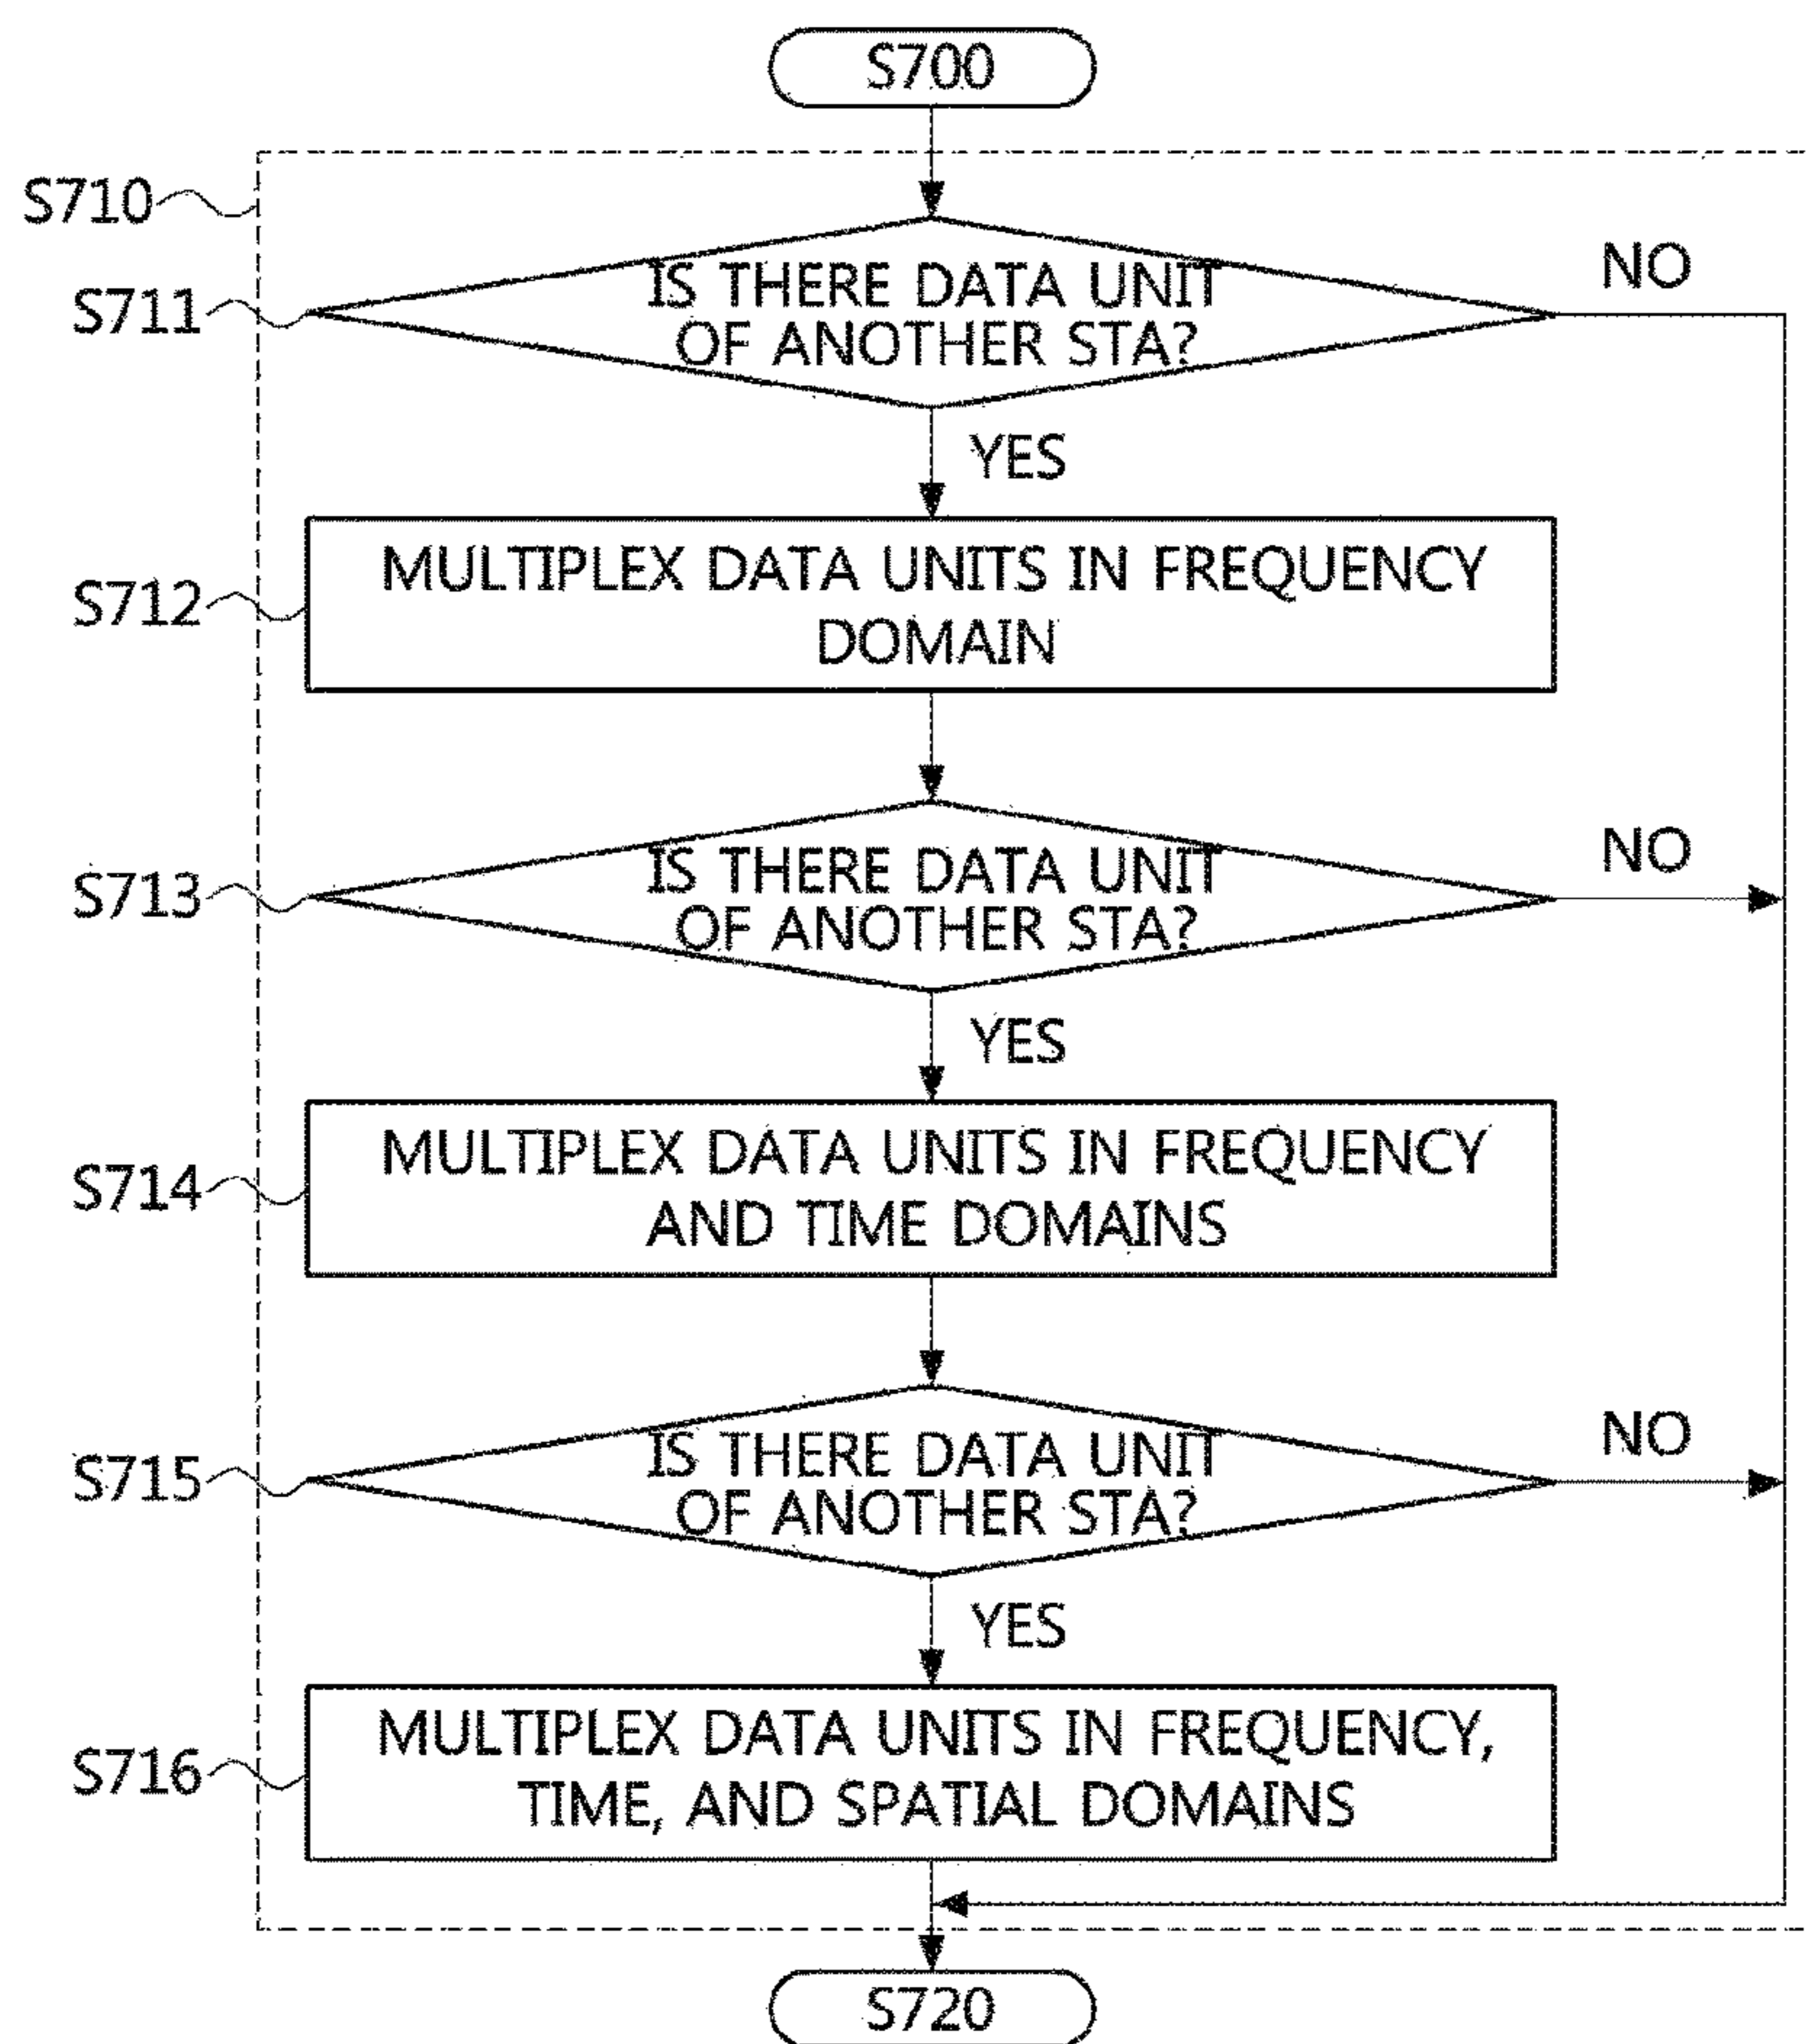 S700
S710
S711
IS THERE DATA UNIT
OF ANOTHER STA?
NO
YES
S712
MULTIPLEX DATA UNITS IN FREQUENCY
DOMAIN
S713
IS THERE DATA UNIT
OF ANOTHER STA?
NO
YES
S714
MULTIPLEX DATA UNITS IN FREQUENCY
AND TIME DOMAINS
S715
IS THERE DATA UNIT
OF ANOTHER STA?
NO
YES
S716
MULTIPLEX DATA UNITS IN FREQUENCY,
TIME, AND SPATIAL DOMAINS
S720